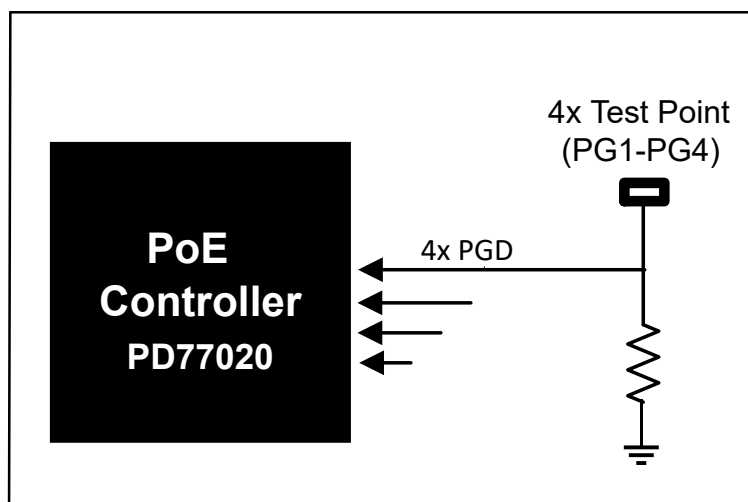 4x Test Point
(PG1-PG4)
PoE
Controller
PD77020
4x PGD